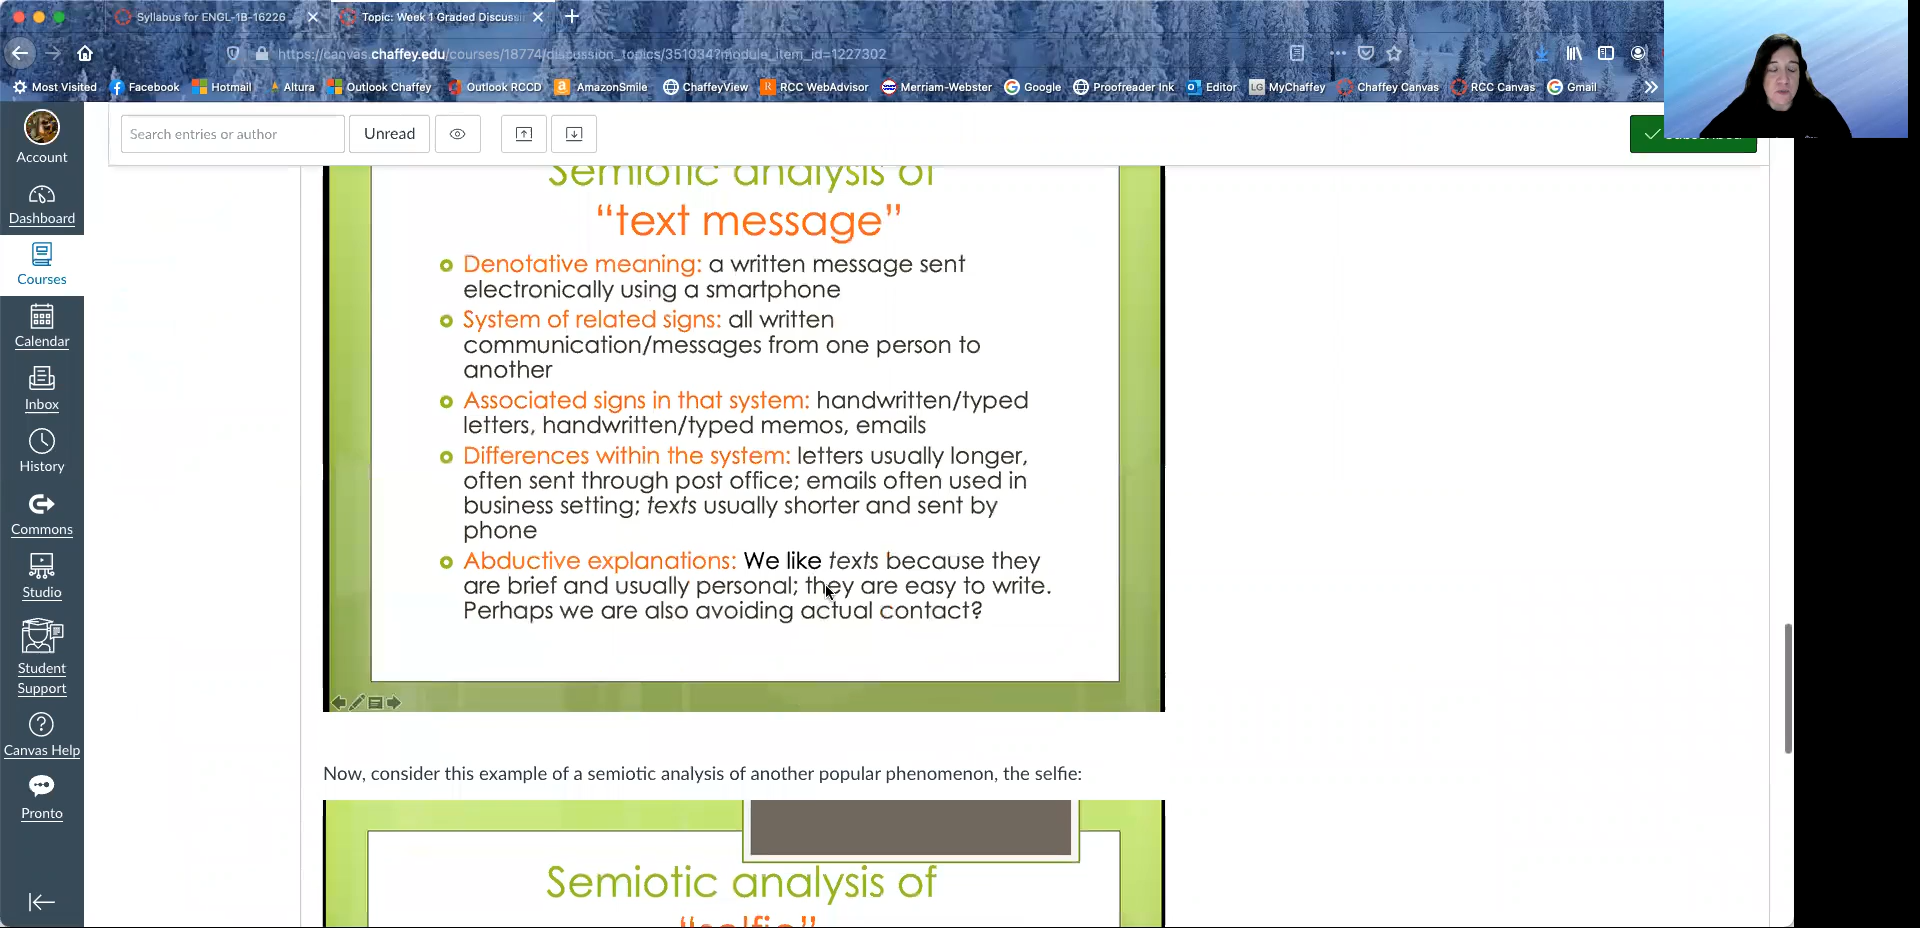 Syllabus for ENGL-1B-16226
Topic: Week 1 Graded Discussi
https://canvas.chaffey.edu/courses/18774/discussion_topics/351034?module_item_id=1227302
Most Visited Facebook Hotmail Altura Outlook Chaffey Outlook RCCD AmazonSmile ChaffeyView RCC WebAdvisor Merriam-Webster Google Proofreader Ink Editor MyChaffey Chaffey Canvas RCC Canvas Gmail
Account
Dashboard
Courses
Calendar
Inbox
History
Commons
Studio
Student
Support
Canvas Help
Pronto
Search entries or author
Unread
Semiotic analysis of
“text message”
Denotative meaning: a written message sent
electronically using a smartphone
System of related signs: all written
communication/messages from one person to
another
Associated signs in that system: handwritten/typed
letters, handwritten/typed memos, emails
Differences within the system: letters usually longer,
often sent through post office; emails often used in
business setting; texts usually shorter and sent by
phone
Abductive explanations: We like texts because they
are brief and usually personal; they are easy to write.
Perhaps we are also avoiding actual contact?
Now, consider this example of a semiotic analysis of another popular phenomenon, the selfie:
Semiotic analysis of
“selfie”